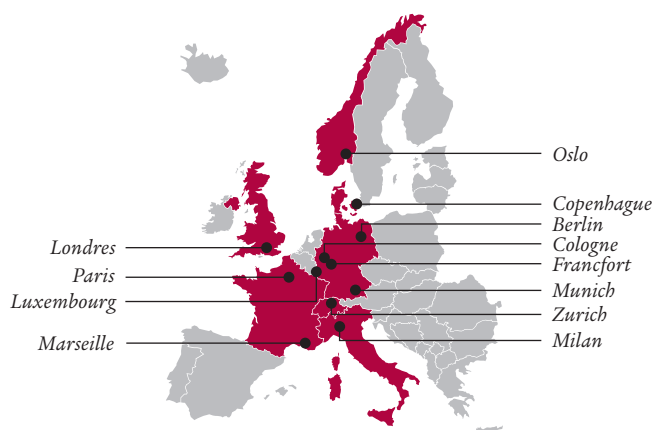 Oslo
Copenhague
Berlin
Londres
Cologne
Francfort
Paris
Munich
Luxembourg
Zurich
Marseille
Milan